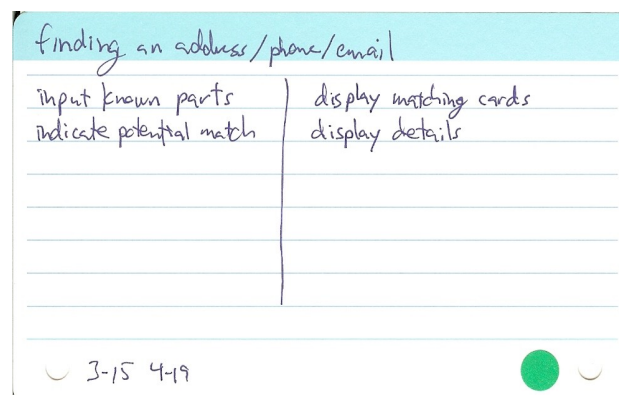 finding an address/phone/email
input known parts
display matching cards
indicate potential match
display details
3-15 4-19